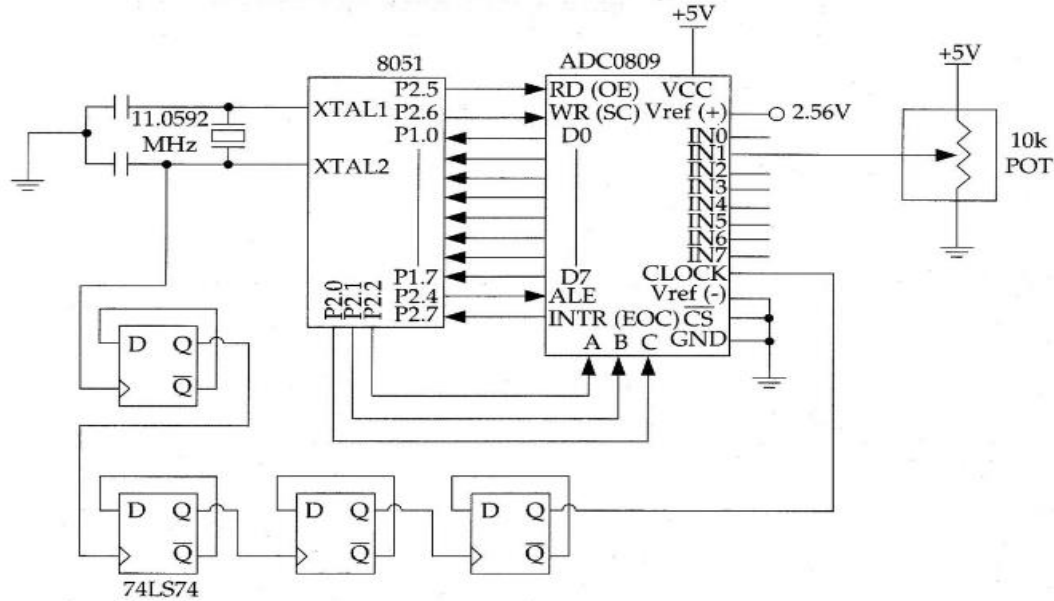 +5V
8051
ADC0809
+5V
P2.5
RD (OE)
VCC
XTAL1
P2.6
WR (SC)
Vref (+)
2.56V
11.0592
MHz
P1.0
D0
IN0
IN1
10k
POT
XTAL2
IN2
IN3
IN4
IN5
IN6
IN7
P1.7
D7
CLOCK
P2.0
P2.1
P2.2
P2.4
ALE
Vref (-)
P2.7
INTR (EOC)
CS
GND
A B C
D Q
Q
D Q
Q
D Q
Q
D Q
Q
74LS74